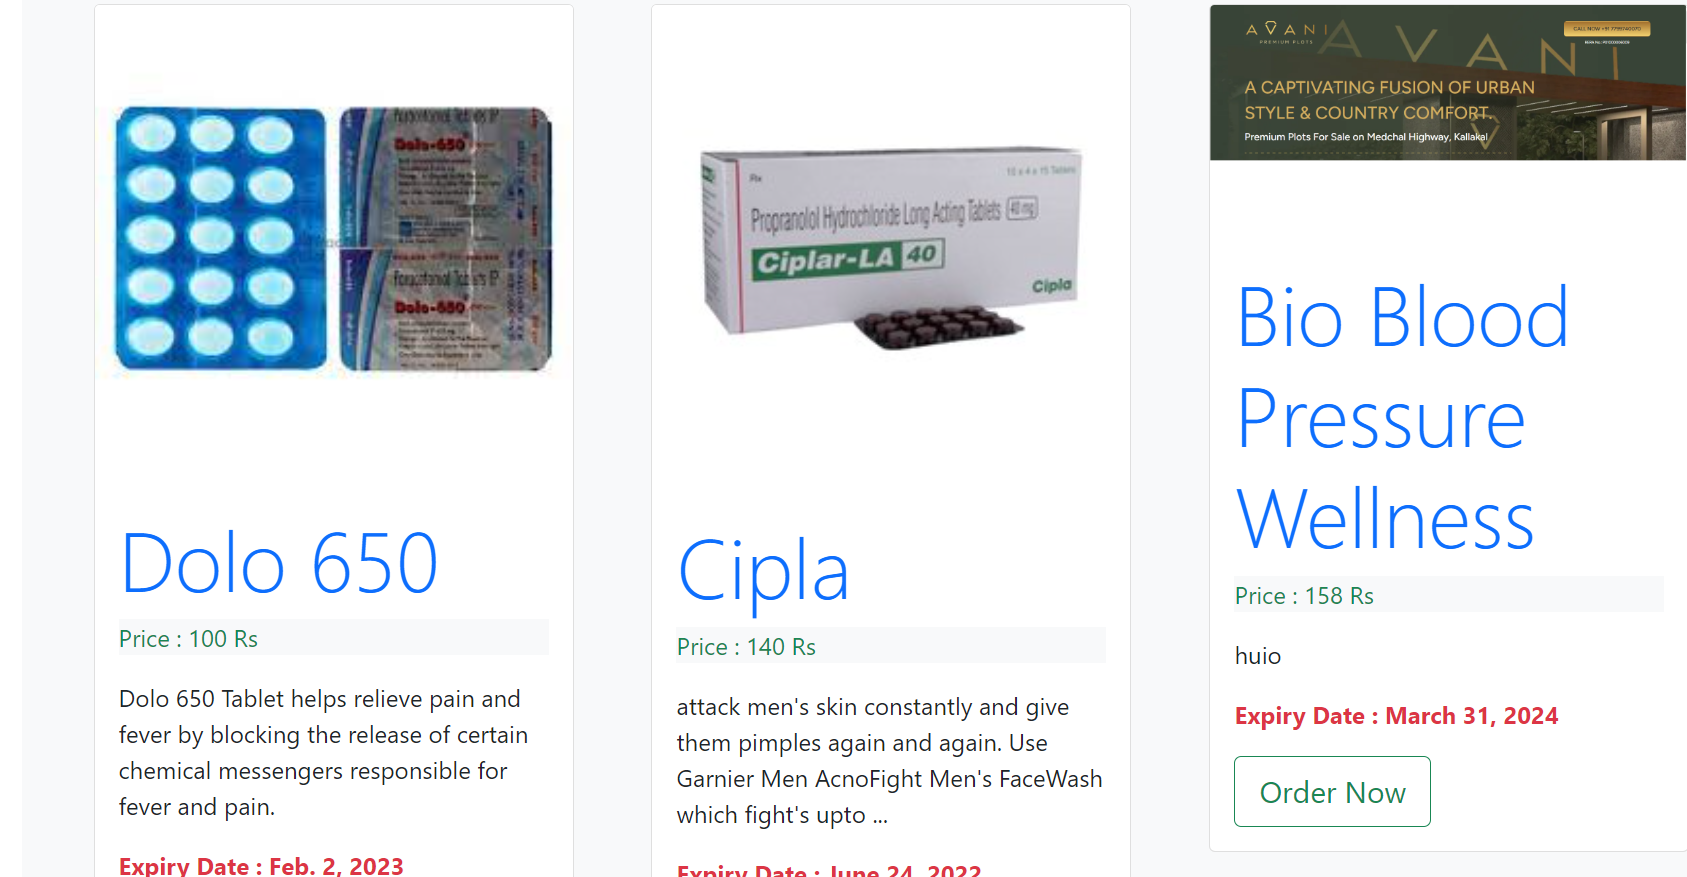 Paracetamol Tablets IP
Dolo-650
Paracetamol Tablets IP
Dolo-650
Dolo 650
Price : 100 Rs
Dolo 650 Tablet helps relieve pain and
fever by blocking the release of certain
chemical messengers responsible for
fever and pain.
Expiry Date : Feb. 2, 2023
Rx
10 x 4 x 15 Tablets
Propranolol Hydrochloride Long Acting Tablets 40 mg
Ciplar-LA 40
Cipla
Cipla
Price : 140 Rs
attack men's skin constantly and give
them pimples again and again. Use
Garnier Men AcnoFight Men's FaceWash
which fight's upto ...
Expiry Date : June 24, 2022
AVANI
PREMIUM PLOTS
AVANI
A CAPTIVATING FUSION OF URBAN
STYLE & COUNTRY COMFORT.
Premium Plots For Sale on Medchal Highway, Kallakal
Bio Blood
Pressure
Wellness
Price : 158 Rs
huio
Expiry Date : March 31, 2024
Order Now